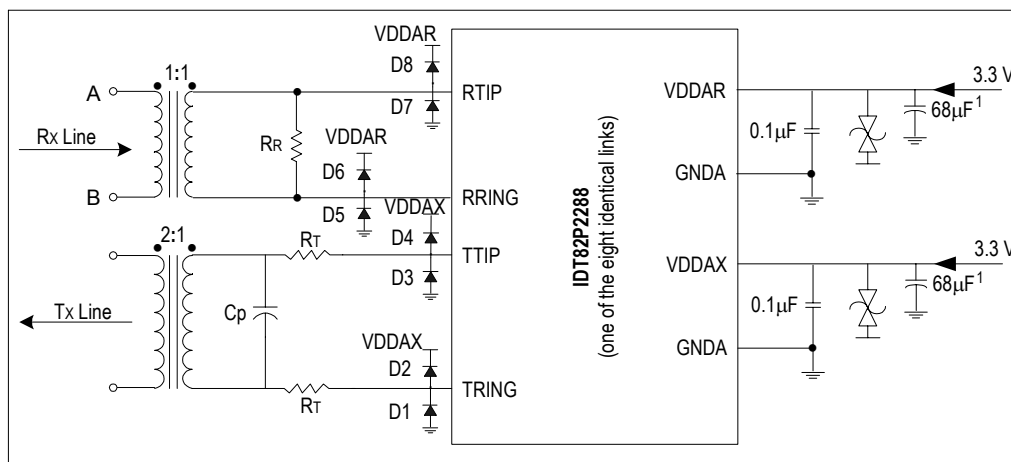 VDDAR
D8
1:1
A
RTIP
D7
VDDAR
Rx Line
RR
D6
B
RRING
D5
VDDAX
2:1
RT
D4
TTIP
D3
Tx Line
Cp
VDDAX
D2
RT
TRING
D1
IDT82P2288
(one of the eight identical links)
VDDAR
3.3 V
0.1µF
68µF1
GNDA
VDDAX
3.3 V
0.1µF
68µF1
GNDA